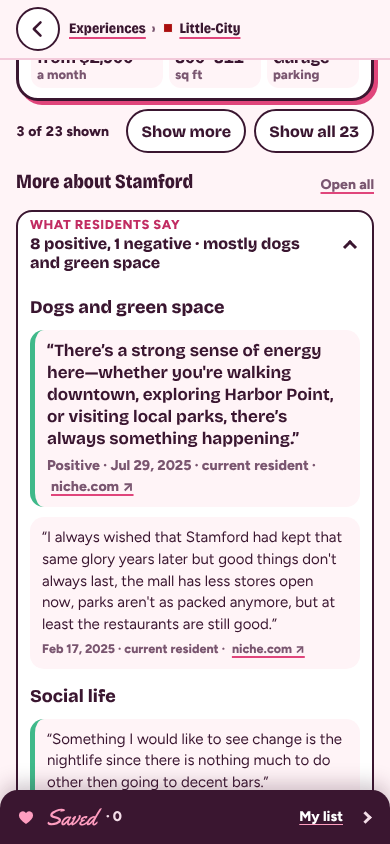 Experiences › Little-City
a month
sq ft
parking
3 of 23 shown
Show more
Show all 23
More about Stamford
Open all
WHAT RESIDENTS SAY
8 positive, 1 negative · mostly dogs
and green space
Dogs and green space
“There’s a strong sense of energy
here—whether you're walking
downtown, exploring Harbor Point,
or visiting local parks, there’s
always something happening.”
Positive · Jul 29, 2025 · current resident ·
niche.com ↗
“I always wished that Stamford had kept that
same glory years later but good things don't
always last, the mall has less stores open
now, parks aren't as packed anymore, but at
least the restaurants are still good.”
Feb 17, 2025 · current resident · niche.com ↗
Social life
“Something I would like to see change is the
nightlife since there is nothing much to do
other then going to decent bars.”
Saved · 0
My list